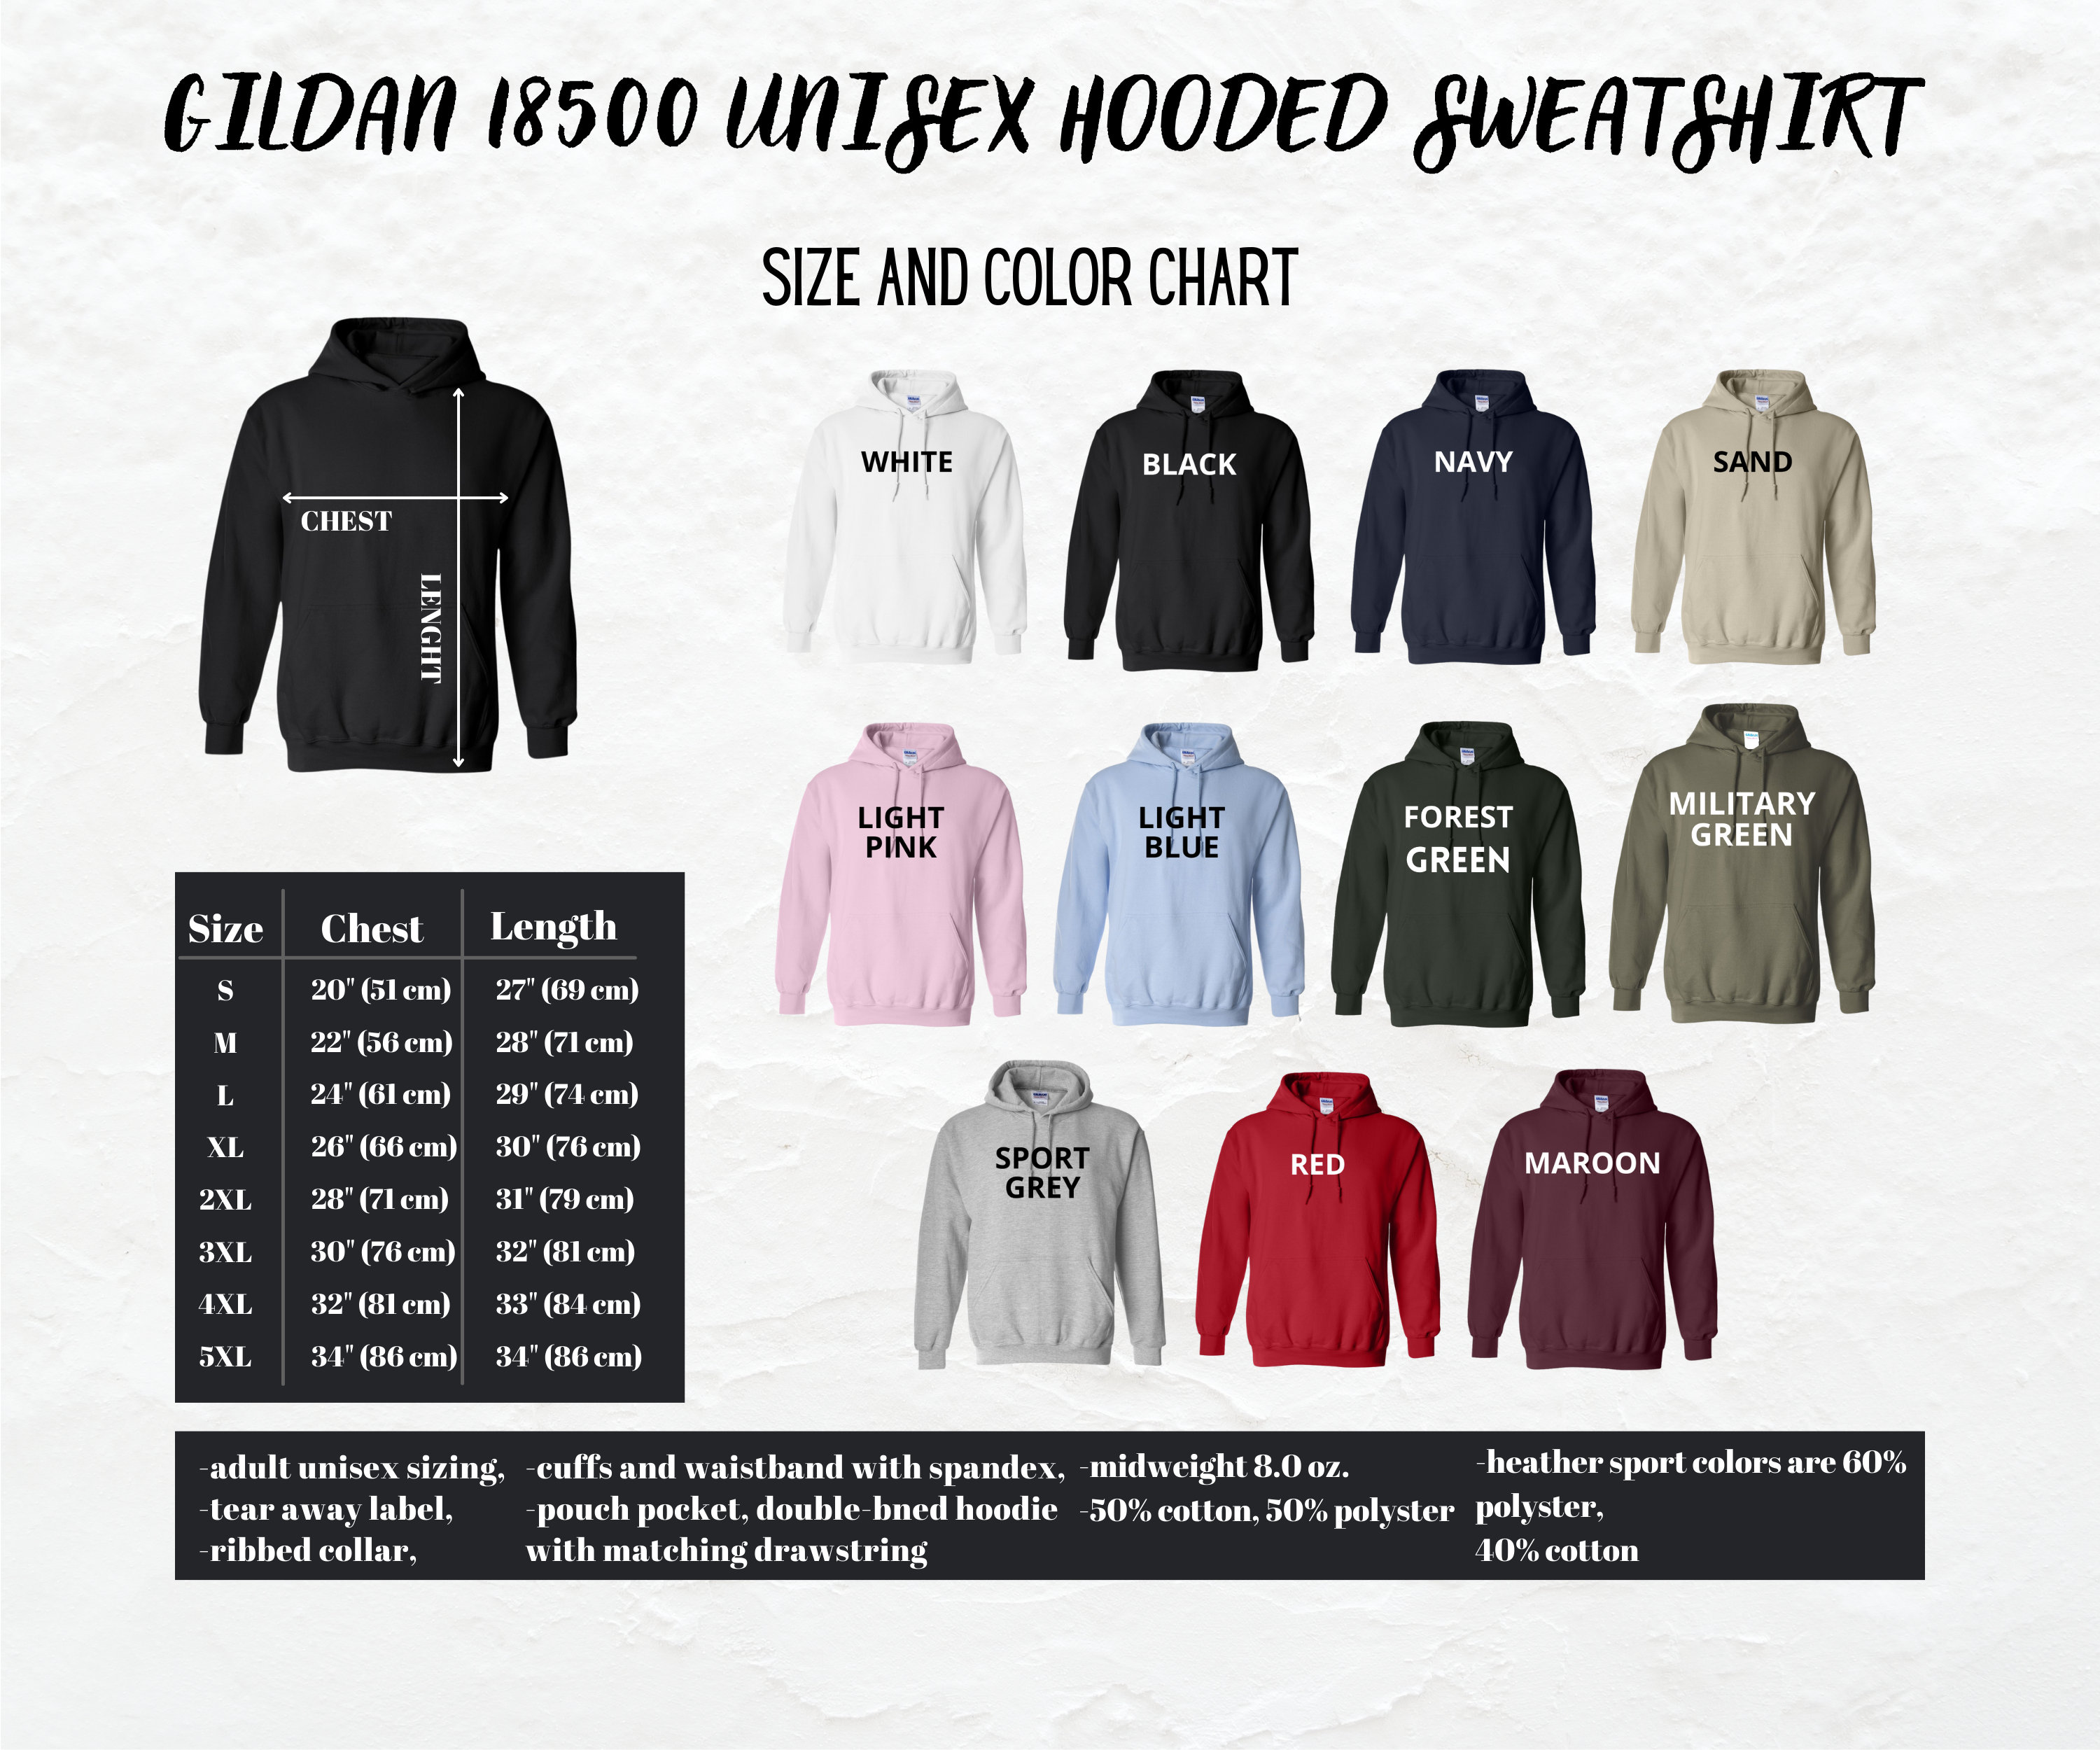 GILDAN 18500 UNISEX HOODED SWEATSHIRT
SIZE AND COLOR CHART
CHEST
LENGHT
WHITE
BLACK
NAVY
SAND
LIGHT
PINK
LIGHT
BLUE
FOREST
GREEN
MILITARY
GREEN
SPORT
GREY
RED
MAROON
Size Chest Length
S 20" (51 cm) 27" (69 cm)
M 22" (56 cm) 28" (71 cm)
L 24" (61 cm) 29" (74 cm)
XL 26" (66 cm) 30" (76 cm)
2XL 28" (71 cm) 31" (79 cm)
3XL 30" (76 cm) 32" (81 cm)
4XL 32" (81 cm) 33" (84 cm)
5XL 34" (86 cm) 34" (86 cm)
-adult unisex sizing,
-tear away label,
-ribbed collar,
-cuffs and waistband with spandex,
-pouch pocket, double-bned hoodie
with matching drawstring
-midweight 8.0 oz.
-50% cotton, 50% polyster
-heather sport colors are 60%
polyster,
40% cotton